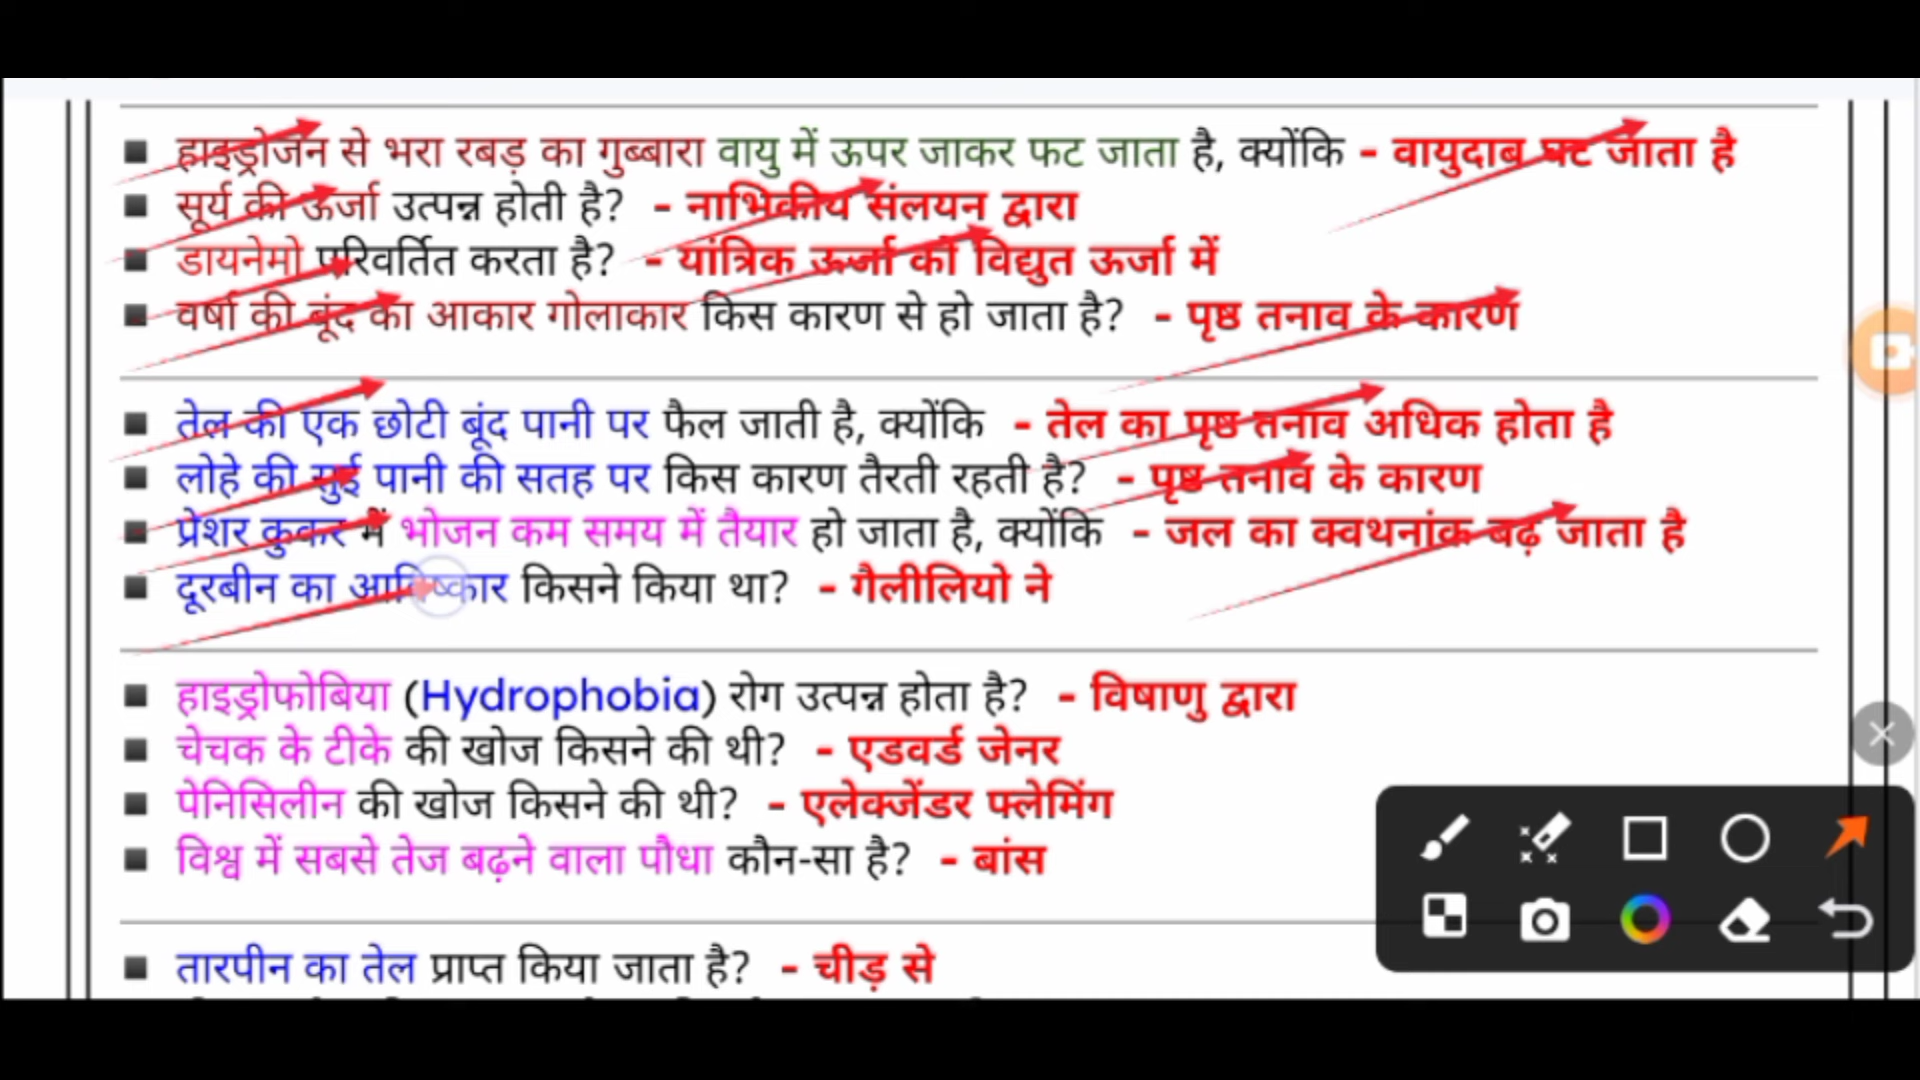 ■ हाइड्रोजन से भरा रबड़ का गुब्बारा वायु में ऊपर जाकर फट जाता है, क्योंकि - वायुदाब घट जाता है
■ सूर्य की ऊर्जा उत्पन्न होती है? - नाभिकीय संलयन द्वारा
■ डायनेमो परिवर्तित करता है? - यांत्रिक ऊर्जा को विद्युत ऊर्जा में
■ वर्षा की बूंद का आकार गोलाकार किस कारण से हो जाता है? - पृष्ठ तनाव के कारण
■ तेल की एक छोटी बूंद पानी पर फैल जाती है, क्योंकि - तेल का पृष्ठ तनाव अधिक होता है
■ लोहे की सुई पानी की सतह पर किस कारण तैरती रहती है? - पृष्ठ तनाव के कारण
■ प्रेशर कुकर में भोजन कम समय में तैयार हो जाता है, क्योंकि - जल का क्वथनांक बढ़ जाता है
■ दूरबीन का आविष्कार किसने किया था? - गैलीलियो ने
■ हाइड्रोफोबिया (Hydrophobia) रोग उत्पन्न होता है? - विषाणु द्वारा
■ चेचक के टीके की खोज किसने की थी? - एडवर्ड जेनर
■ पेनिसिलीन की खोज किसने की थी? - एलेक्जेंडर फ्लेमिंग
■ विश्व में सबसे तेज बढ़ने वाला पौधा कौन-सा है? - बांस
■ तारपीन का तेल प्राप्त किया जाता है? - चीड़ से